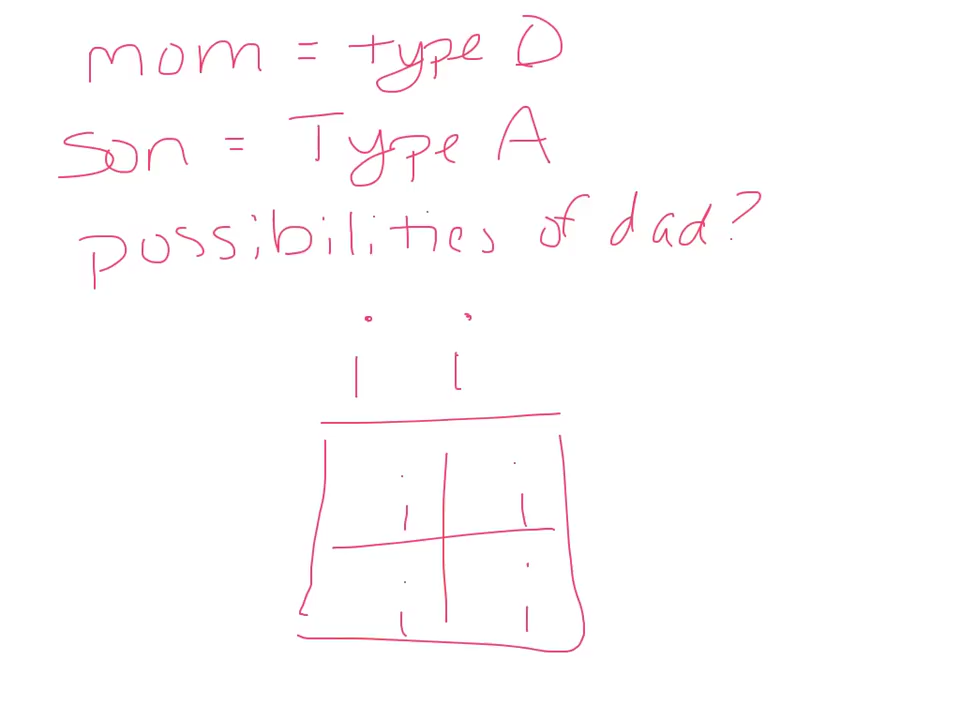 mom = type O
son = Type A
possibilities of dad?
i i
i i
i i